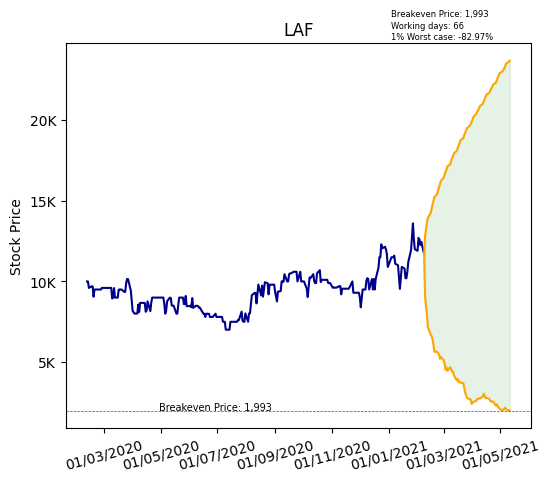 Breakeven Price: 1,993
Working days: 66
1% Worst case: -82.97%
LAF
Stock Price
20K
15K
10K
5K
Breakeven Price: 1,993
01/03/2020
01/05/2020
01/07/2020
01/09/2020
01/11/2020
01/01/2021
01/03/2021
01/05/2021